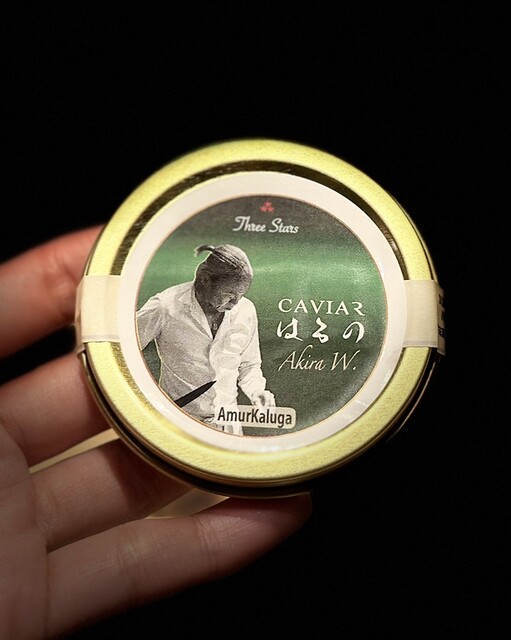 Three Stars
CAVIAR
はるの
Akira W.
AmurKaluga